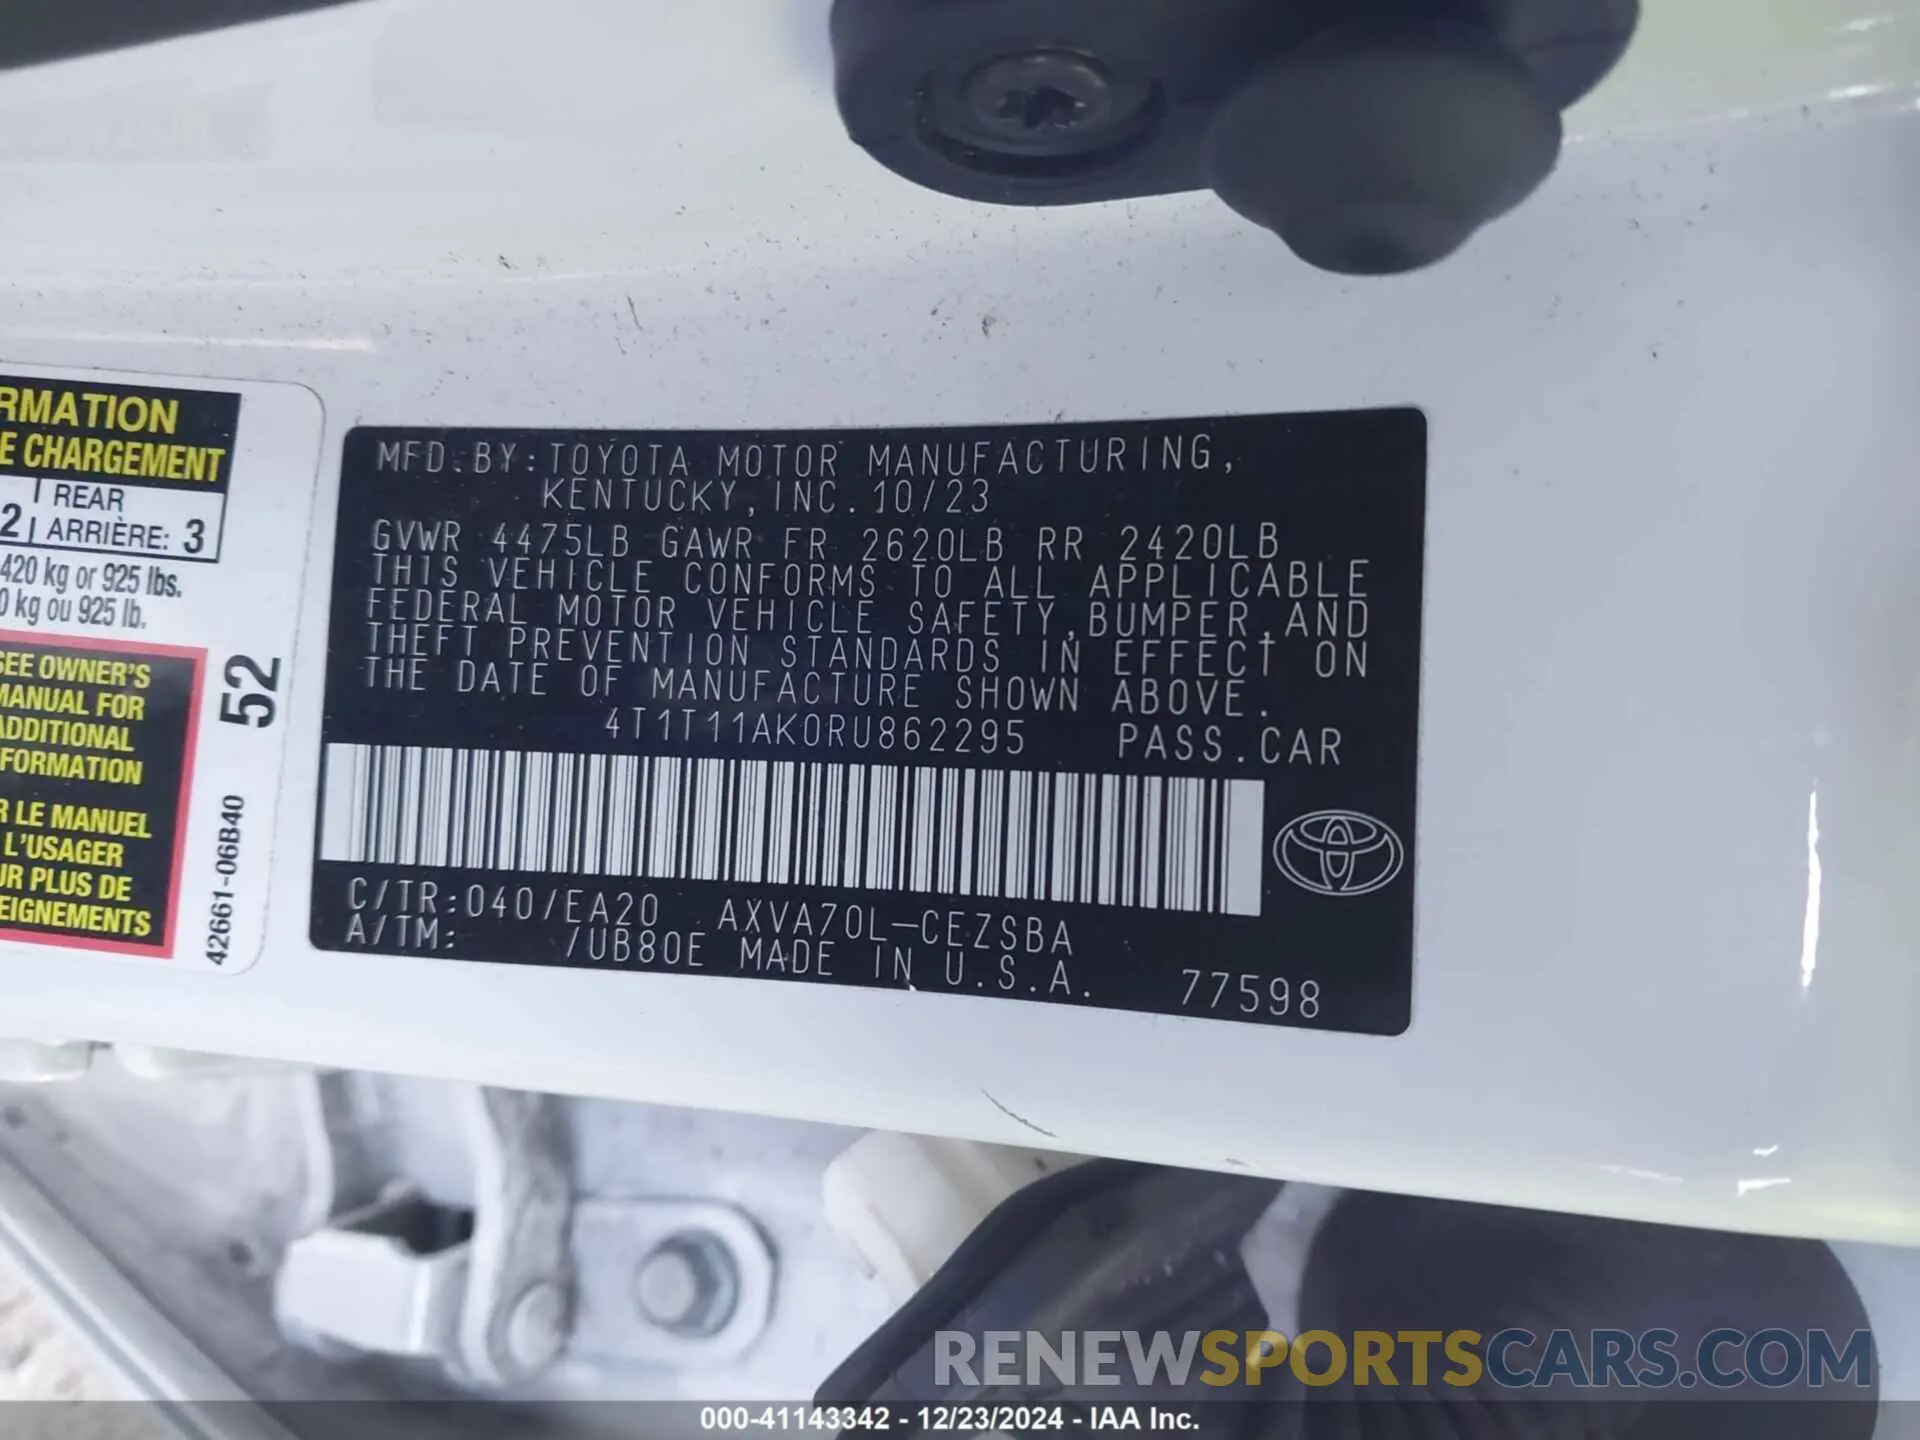 RMATION
E CHARGEMENT
REAR
2 ARRIÈRE: 3
420 kg or 925 lbs.
0 kg ou 925 lb.
SEE OWNER'S
MANUAL FOR
ADDITIONAL
FORMATION
R LE MANUEL
L'USAGER
UR PLUS DE
EIGNEMENTS
52
42661-06B40
MFD.BY:TOYOTA MOTOR MANUFACTURING,
KENTUCKY,INC.10/23
GVWR 4475LB GAWR FR 2620LB RR 2420LB
THIS VEHICLE CONFORMS TO ALL APPLICABLE
FEDERAL MOTOR VEHICLE SAFETY,BUMPER,AND
THEFT PREVENTION STANDARDS IN EFFECT ON
THE DATE OF MANUFACTURE SHOWN ABOVE.
4T1T11AK0RU862295 PASS.CAR
C/TR:040/EA20 AXVA70L-CEZSBA
A/TM: /UB80E MADE IN U.S.A. 77598
RENEWSPORTSCARS.COM
000-41143342 - 12/23/2024 - IAA Inc.